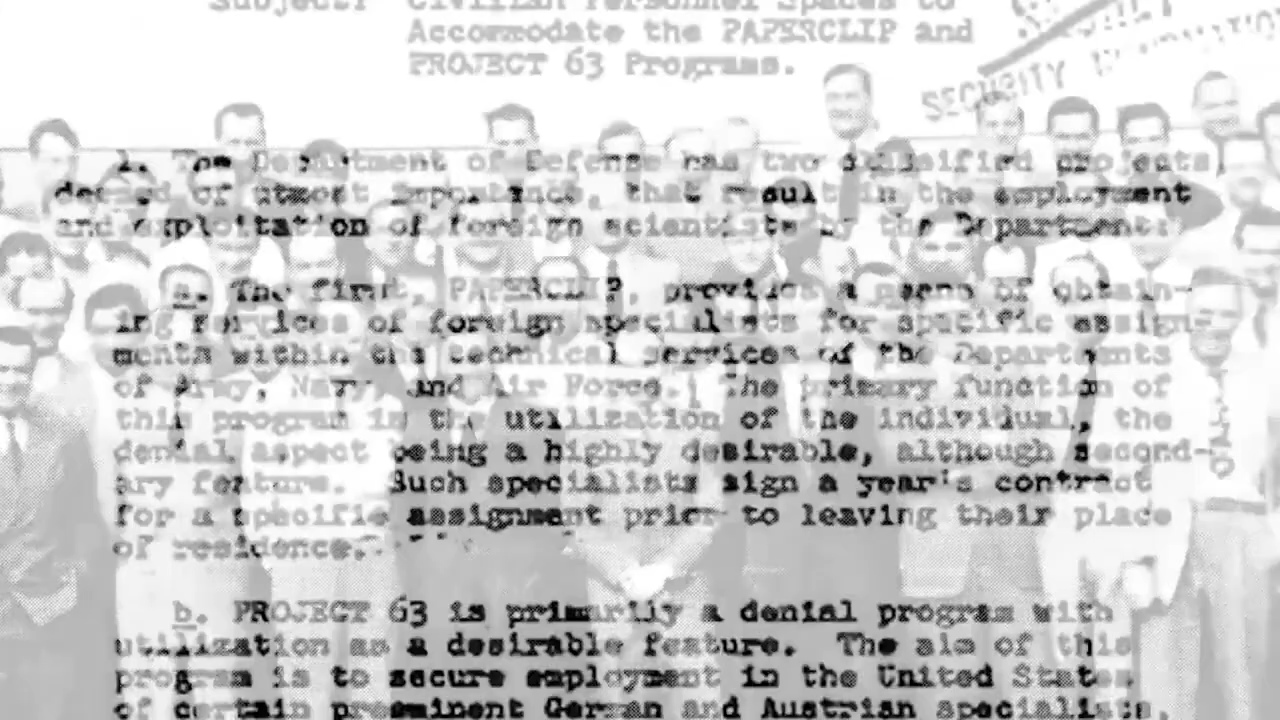 Subject: Civilian Personnel Spaces to
Accommodate the PAPERCLIP and
PROJECT 63 Programs.
SECURITY INFORMATION
1. The Department of Defense has two classified projects
deemed of utmost importance, that result in the employment
and exploitation of foreign scientists by the Department:
a. The first, PAPERCLIP, provides a means of obtain-
ing services of foreign specialists for specific assign-
ments within the technical services of the Departments
of Army, Navy, and Air Force. The primary function of
this program is the utilization of the individual, the
denial aspect being a highly desirable, although second-
ary feature. Such specialists sign a year's contract
for a specific assignment prior to leaving their place
of residence.
b. PROJECT 63 is primarily a denial program with
utilization as a desirable feature. The aim of this
program is to secure employment in the United States
of certain preeminent German and Austrian specialists,